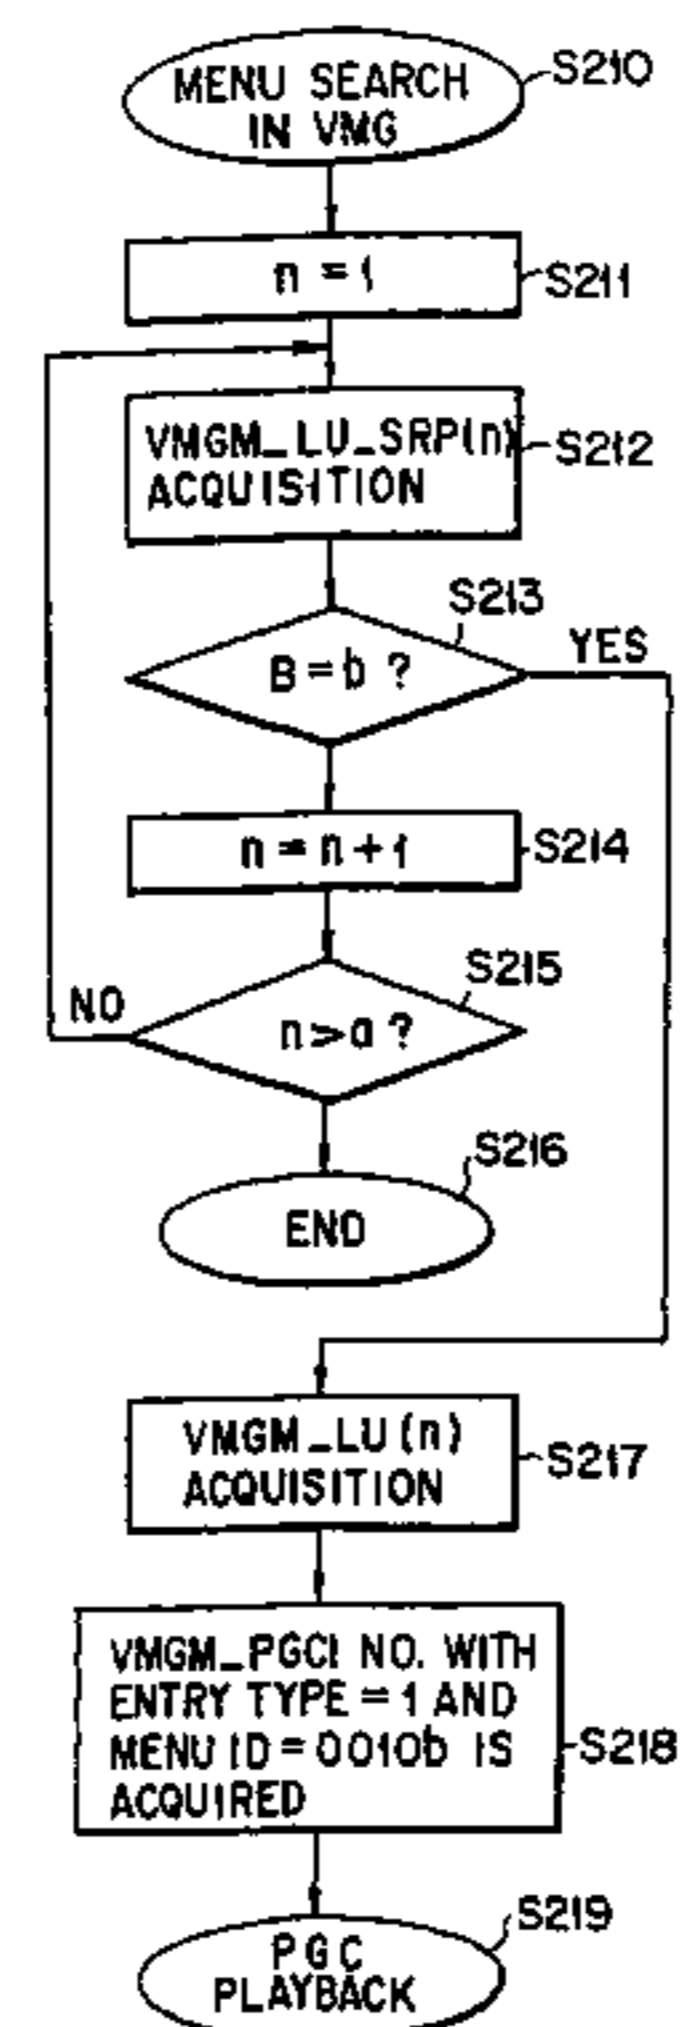 MENU SEARCH
IN VMG
S210
n = 1
S211
VMGM_LU_SRP(n)
ACQUISITION
S212
S213
B = b ?
YES
n = n + 1
S214
S215
NO
n > a ?
S216
END
VMGM_LU (n)
ACQUISITION
S217
VMGM_PGCI NO. WITH
ENTRY TYPE = 1 AND
MENU ID = 0010b IS
ACQUIRED
S218
S219
PGC
PLAYBACK